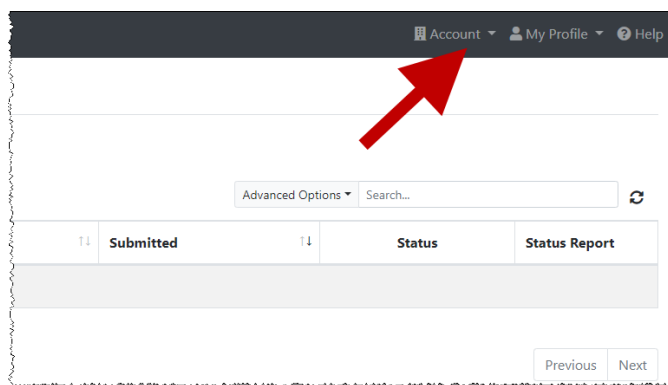 Account My Profile Help
Advanced Options Search...
Submitted Status Status Report
Previous Next